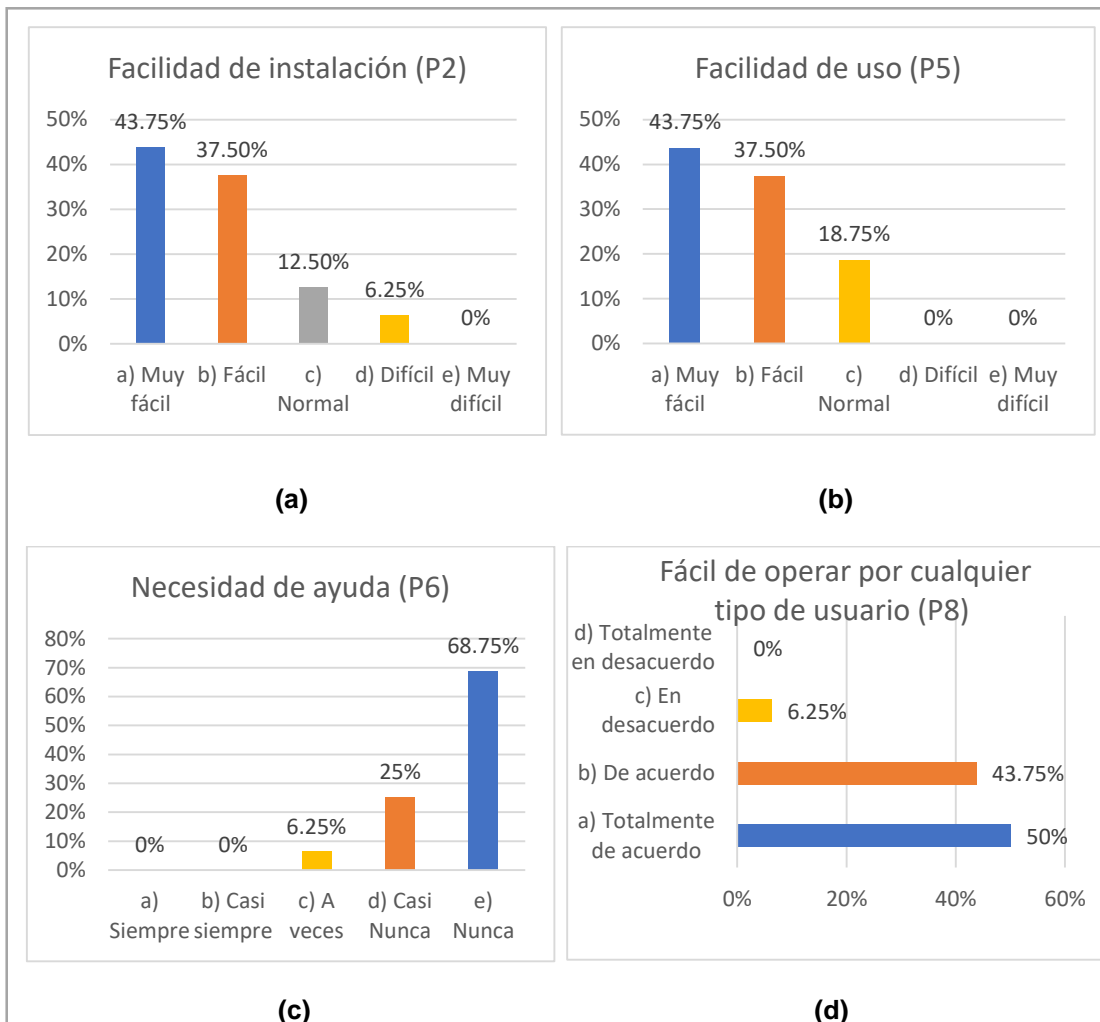 Facilidad de instalación (P2)
50%
40%
30%
20%
10%
0%
43.75%
37.50%
12.50%
6.25%
0%
a) Muy
fácil
b) Fácil
c)
Normal
d) Difícil
e) Muy
difícil
(a)
Facilidad de uso (P5)
50%
40%
30%
20%
10%
0%
43.75%
37.50%
18.75%
0%
0%
a) Muy
fácil
b) Fácil
c)
Normal
d) Difícil
e) Muy
difícil
(b)
Necesidad de ayuda (P6)
80%
70%
60%
50%
40%
30%
20%
10%
0%
0%
0%
6.25%
25%
68.75%
a)
Siempre
b) Casi
siempre
c) A
veces
d) Casi
Nunca
e)
Nunca
(c)
Fácil de operar por cualquier
tipo de usuario (P8)
d) Totalmente
en desacuerdo
0%
c) En
desacuerdo
6.25%
b) De acuerdo
43.75%
a) Totalmente
de acuerdo
50%
0%
20%
40%
60%
(d)